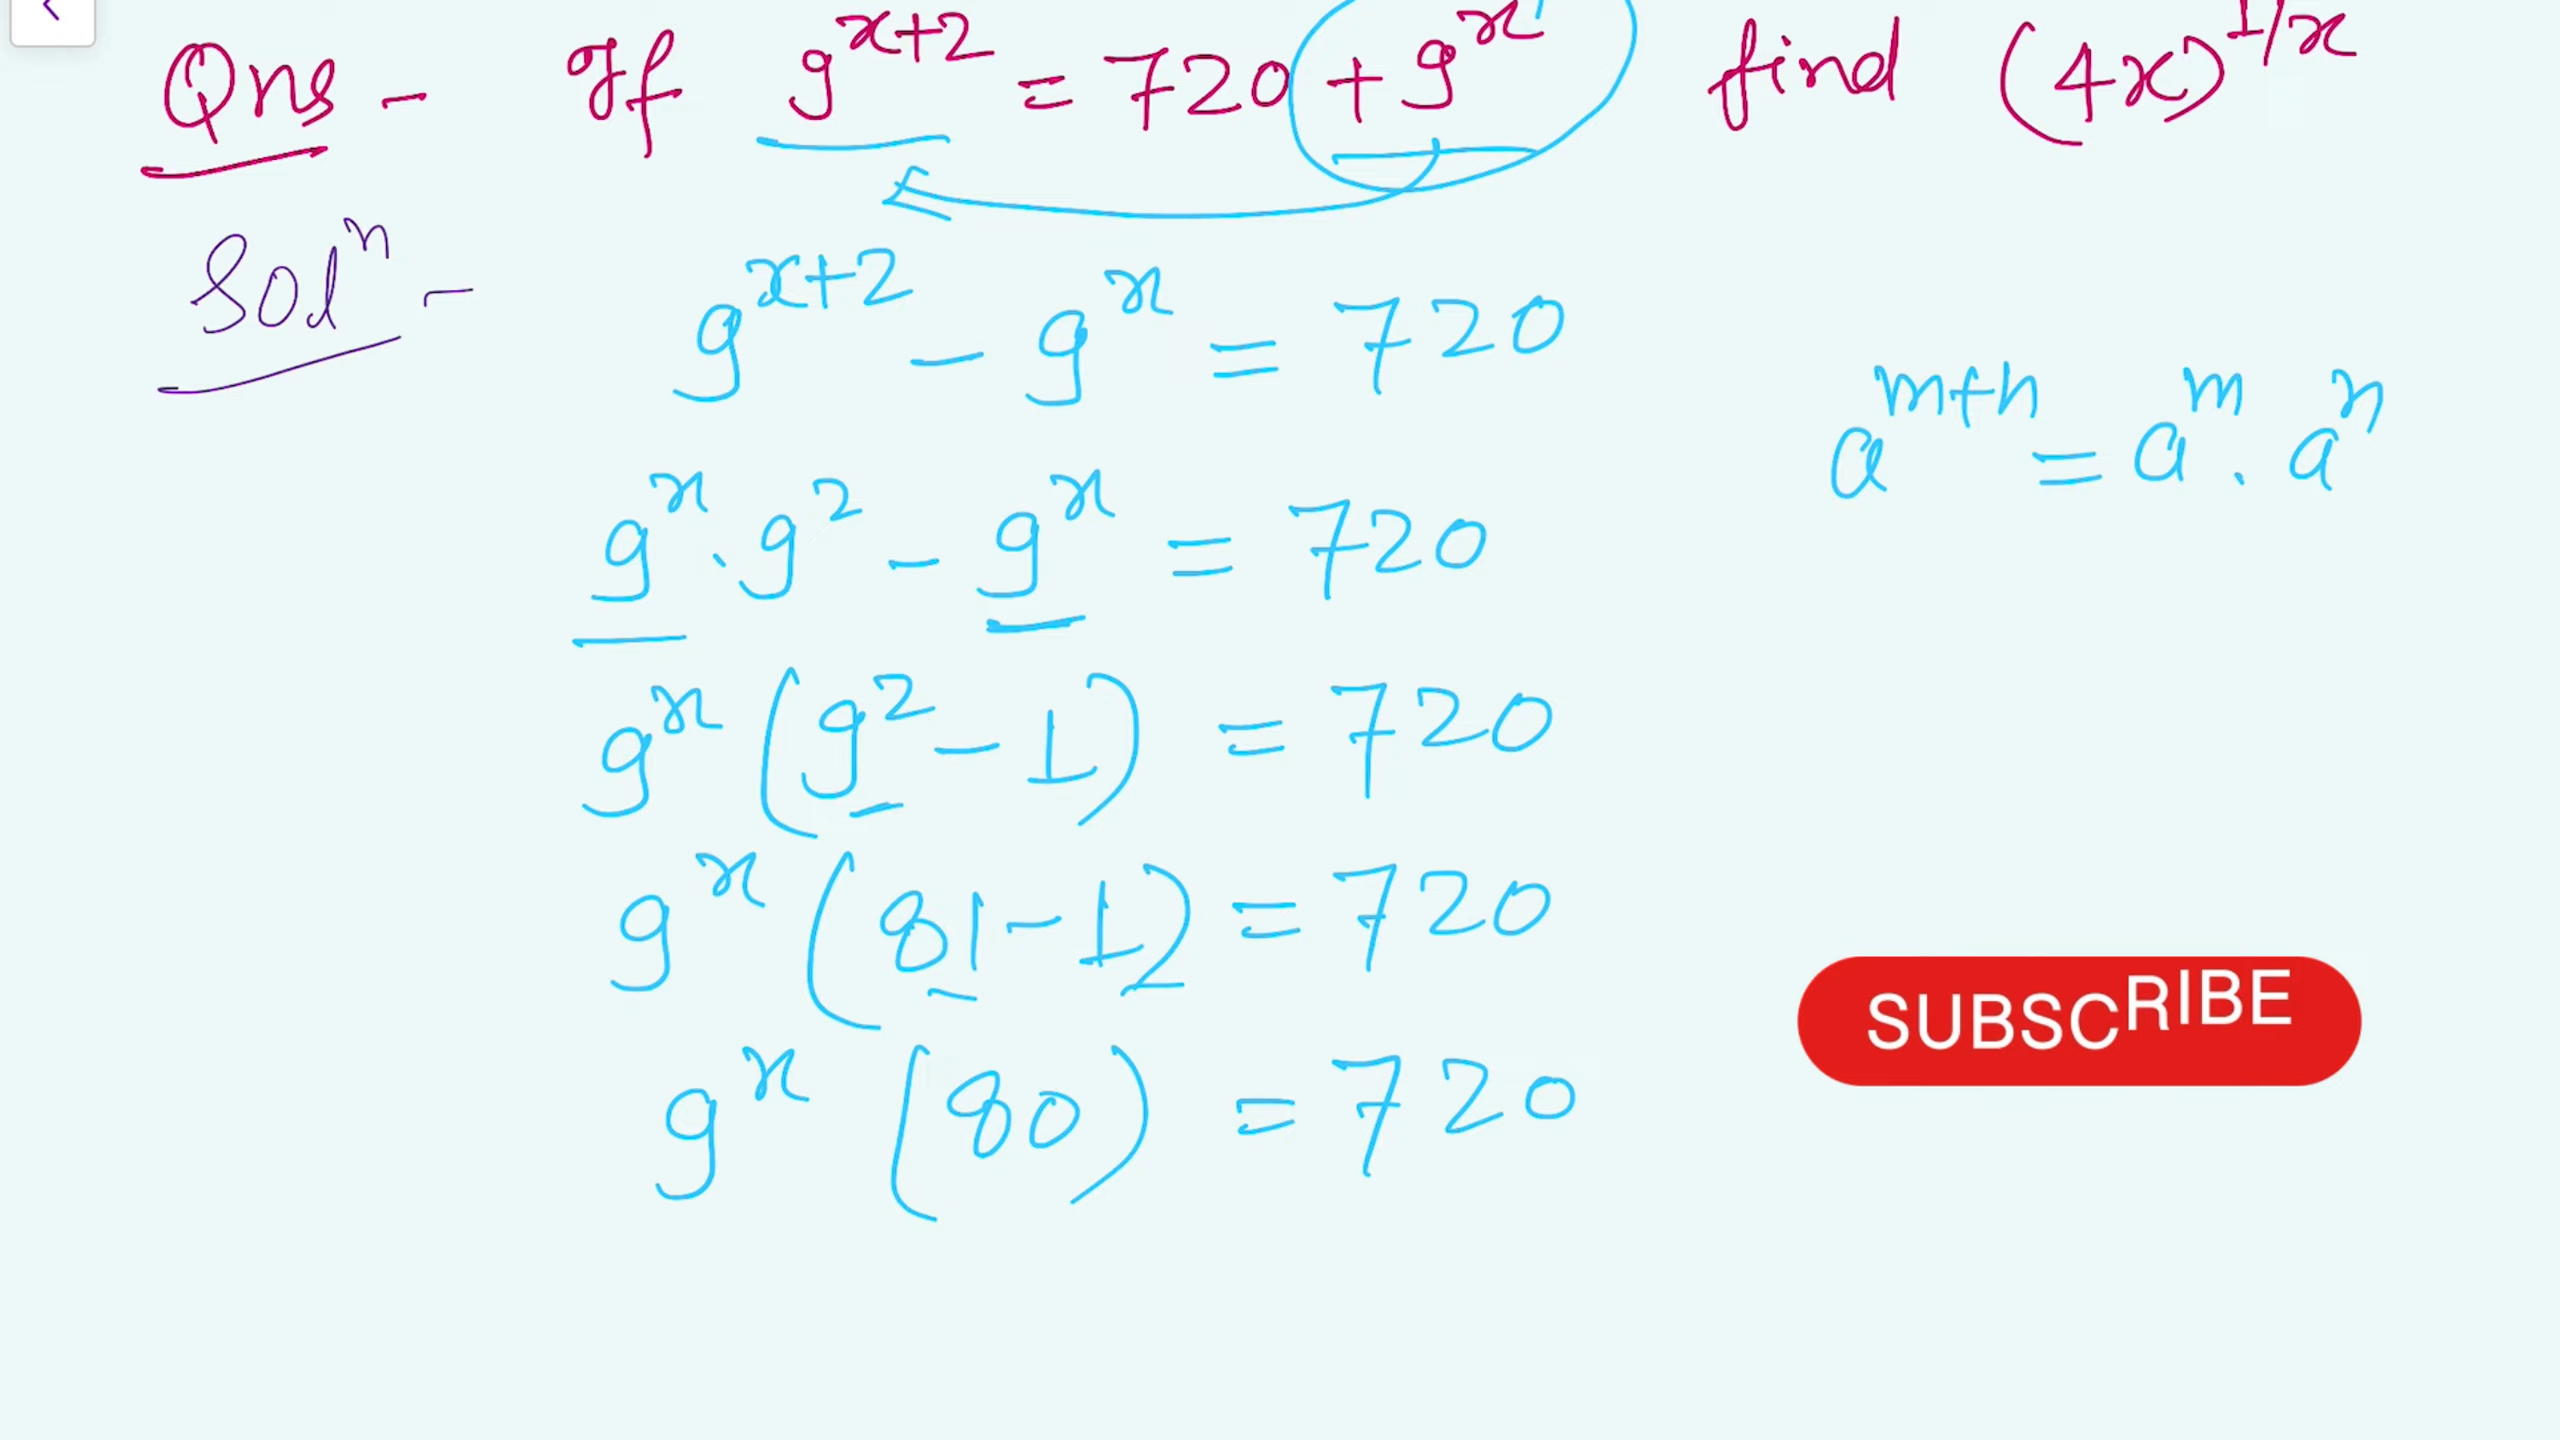 Qns - If 9^{x+2} = 720 + 9^x find (4x)^{1/x}
Sol^n -
9^{x+2} - 9^x = 720
a^{m+n} = a^m . a^n
9^x . 9^2 - 9^x = 720
9^x (9^2 - 1) = 720
9^x (81 - 1) = 720
SUBSCRIBE
9^x (80) = 720